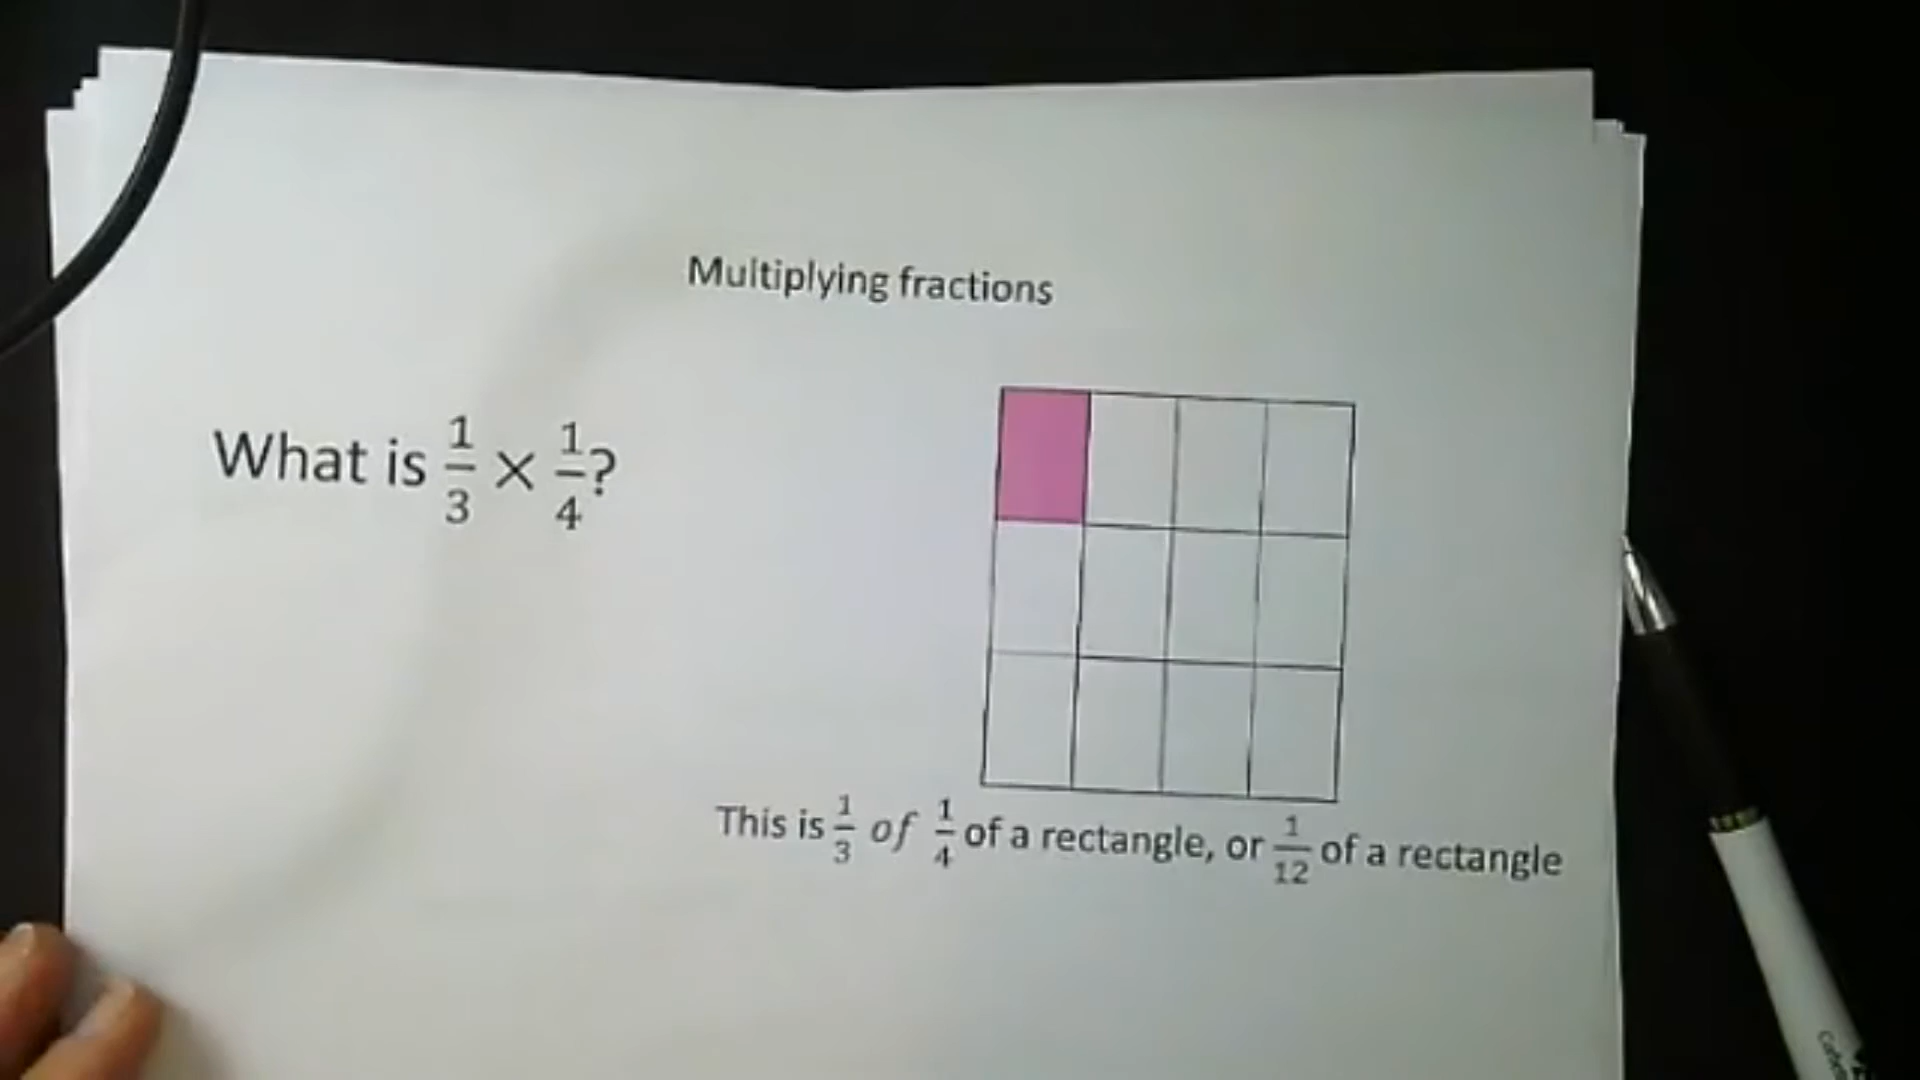 Multiplying fractions
What is 1/3 × 1/4?
This is 1/3 of 1/4 of a rectangle, or 1/12 of a rectangle